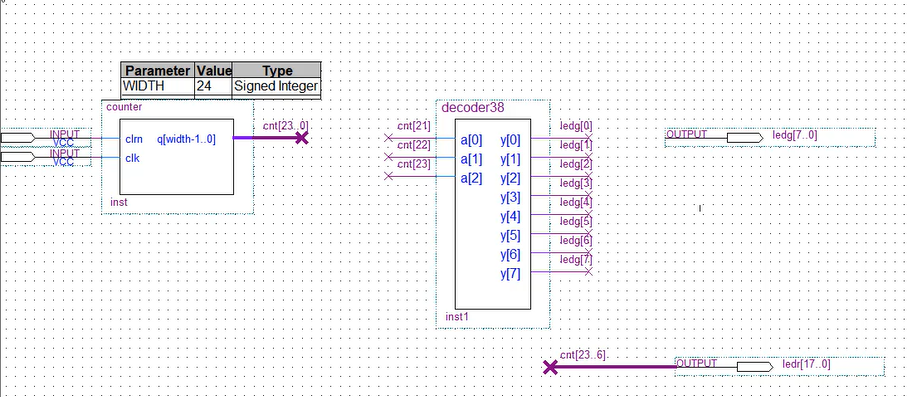 Parameter Value Type
WIDTH 24 Signed Integer
counter
INPUT
VCC
INPUT
VCC
clrn q[width-1..0]
clk
inst
cnt[23..0]
decoder38
cnt[21]
cnt[22]
cnt[23]
a[0] y[0]
a[1] y[1]
a[2] y[2]
y[3]
y[4]
y[5]
y[6]
y[7]
inst1
ledg[0]
ledg[1]
ledg[2]
ledg[3]
ledg[4]
ledg[5]
ledg[6]
ledg[7]
OUTPUT ledg[7..0]
cnt[23..6]
OUTPUT ledr[17..0]